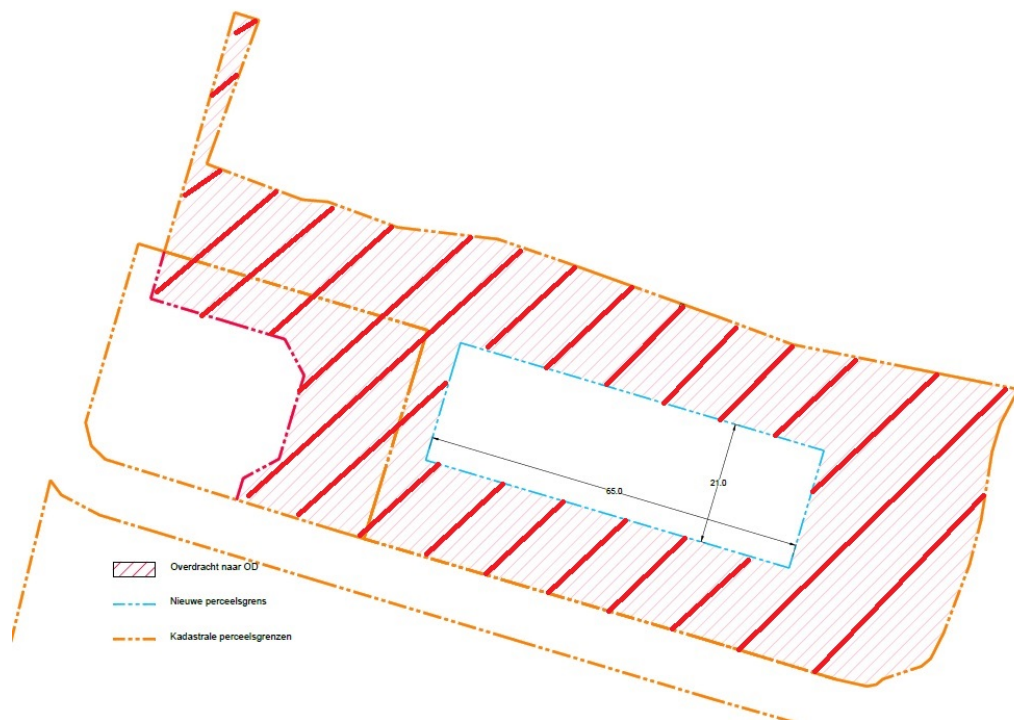 21.0
65.0
Overdracht naar OD
Nieuwe perceelsgrens
Kadastrale perceelsgrenzen